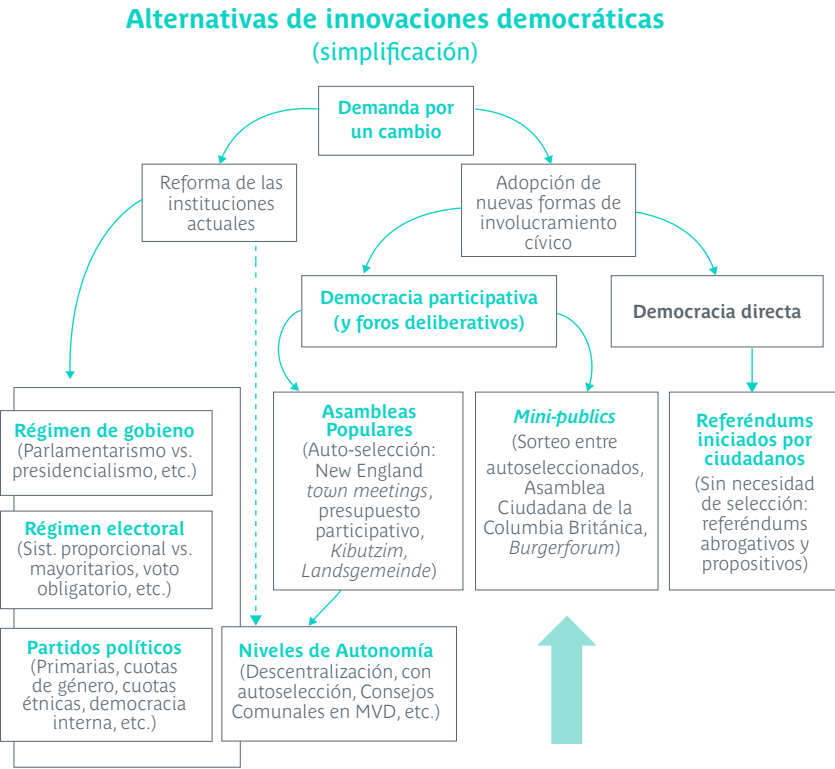 Alternativas de innovaciones democráticas
(simplificación)
Demanda por
un cambio
Reforma de las
instituciones
actuales
Adopción de
nuevas formas de
involucramiento
cívico
Democracia participativa
(y foros deliberativos)
Democracia directa
Régimen de gobieno
(Parlamentarismo vs.
presidencialismo, etc.)
Régimen electoral
(Sist. proporcional vs.
mayoritarios, voto
obligatorio, etc.)
Partidos políticos
(Primarias, cuotas
de género, cuotas
étnicas, democracia
interna, etc.)
Asambleas
Populares
(Auto-selección:
New England
town meetings,
presupuesto
participativo,
Kibutzim,
Landsgemeinde)
Niveles de Autonomía
(Descentralización, con
autoselección, Consejos
Comunales en MVD, etc.)
Mini-publics
(Sorteo entre
autoseleccionados,
Asamblea
Ciudadana de la
Columbia Británica,
Burgerforum)
Referéndums
iniciados por
ciudadanos
(Sin necesidad
de selección:
referéndums
abrogativos y
propositivos)